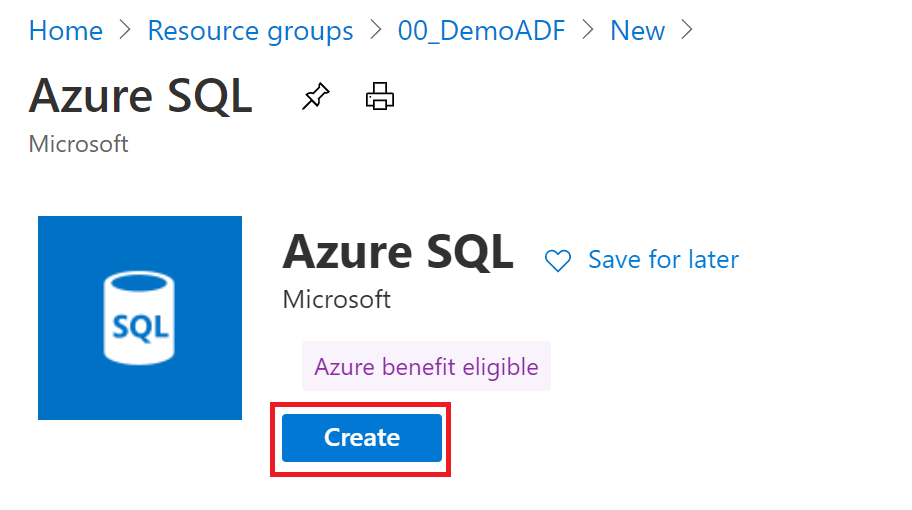 Home > Resource groups > 00_DemoADF > New >
Azure SQL
Microsoft
SQL
Azure SQL
Save for later
Microsoft
Azure benefit eligible
Create